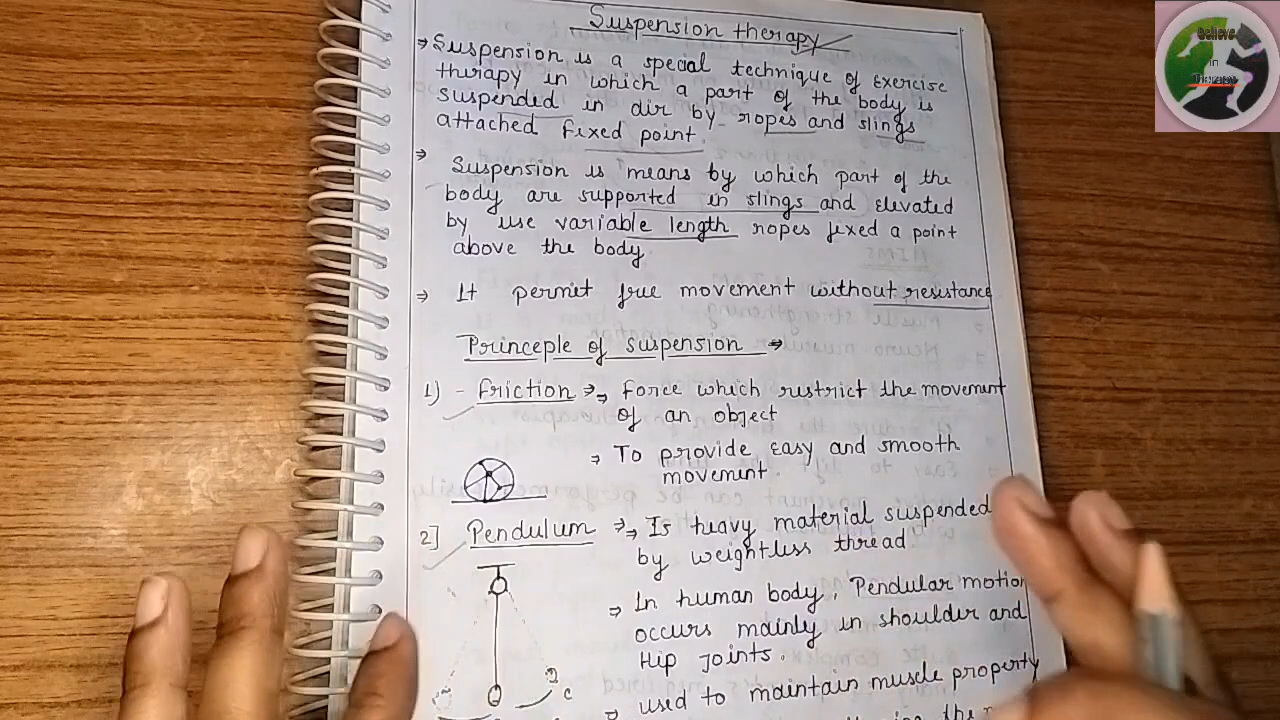 Suspension therapy
⇒ Suspension is a special technique of exercise
therapy in which a part of the body is
suspended in air by ropes and slings
attached fixed point.
⇒
Suspension is means by which part of the
body are supported in slings and elevated
by use variable length ropes fixed a point
above the body
⇒ It permit free movement without resistance
Princeple of suspension ⇒
1) - Friction ⇒ ⇒ Force which restrict the movement
of an object
⇒ To provide easy and smooth
movement.
2] Pendulum ⇒ ⇒ Is heavy material suspended
by weightless thread
⇒ In human body, Pendular motion
occurs mainly in shoulder and
Hip Joints.
C
⇒ used to maintain muscle property
the
Believe
in
Therapy